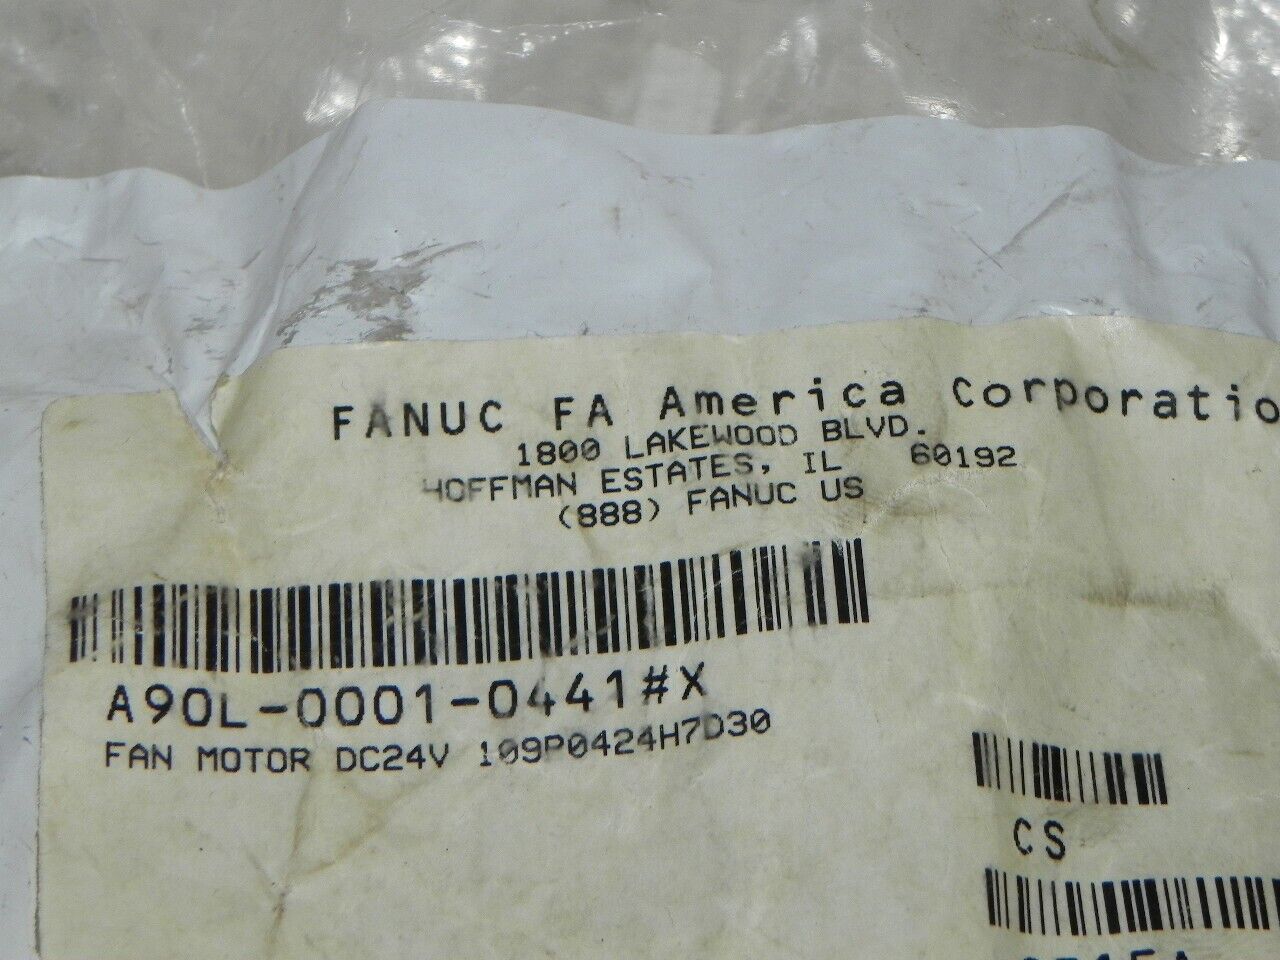 FANUC FA America Corporatio
1800 LAKEWOOD BLVD.
HOFFMAN ESTATES, IL 60192
(888) FANUC US
A90L-0001-0441#X
FAN MOTOR DC24V 109P0424H7D30
CS